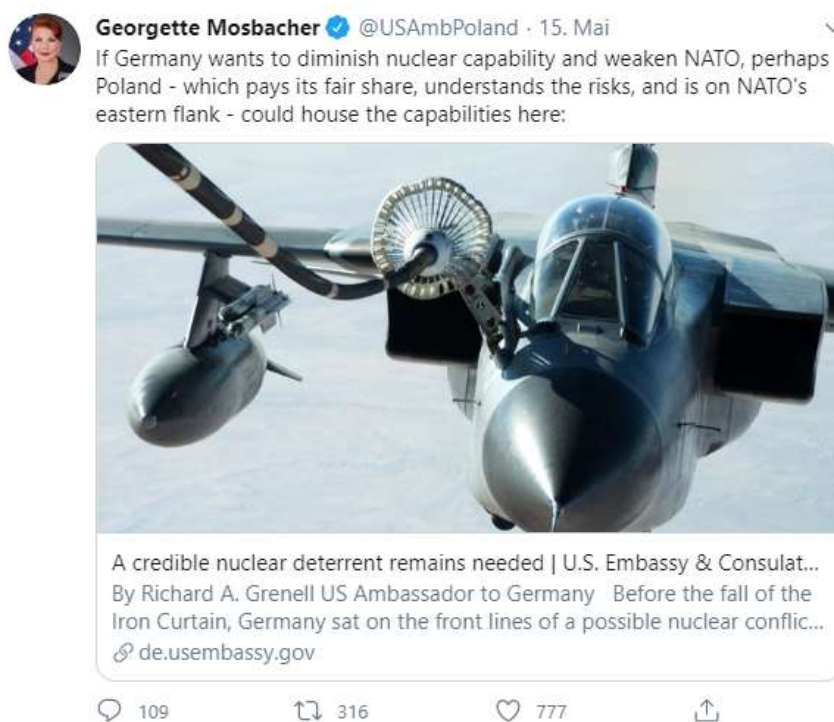 Georgette Mosbacher @USAmbPoland · 15. Mai
If Germany wants to diminish nuclear capability and weaken NATO, perhaps
Poland - which pays its fair share, understands the risks, and is on NATO's
eastern flank - could house the capabilities here:
A credible nuclear deterrent remains needed | U.S. Embassy & Consulat...
By Richard A. Grenell US Ambassador to Germany Before the fall of the
Iron Curtain, Germany sat on the front lines of a possible nuclear conflic...
de.usembassy.gov
109 316 777